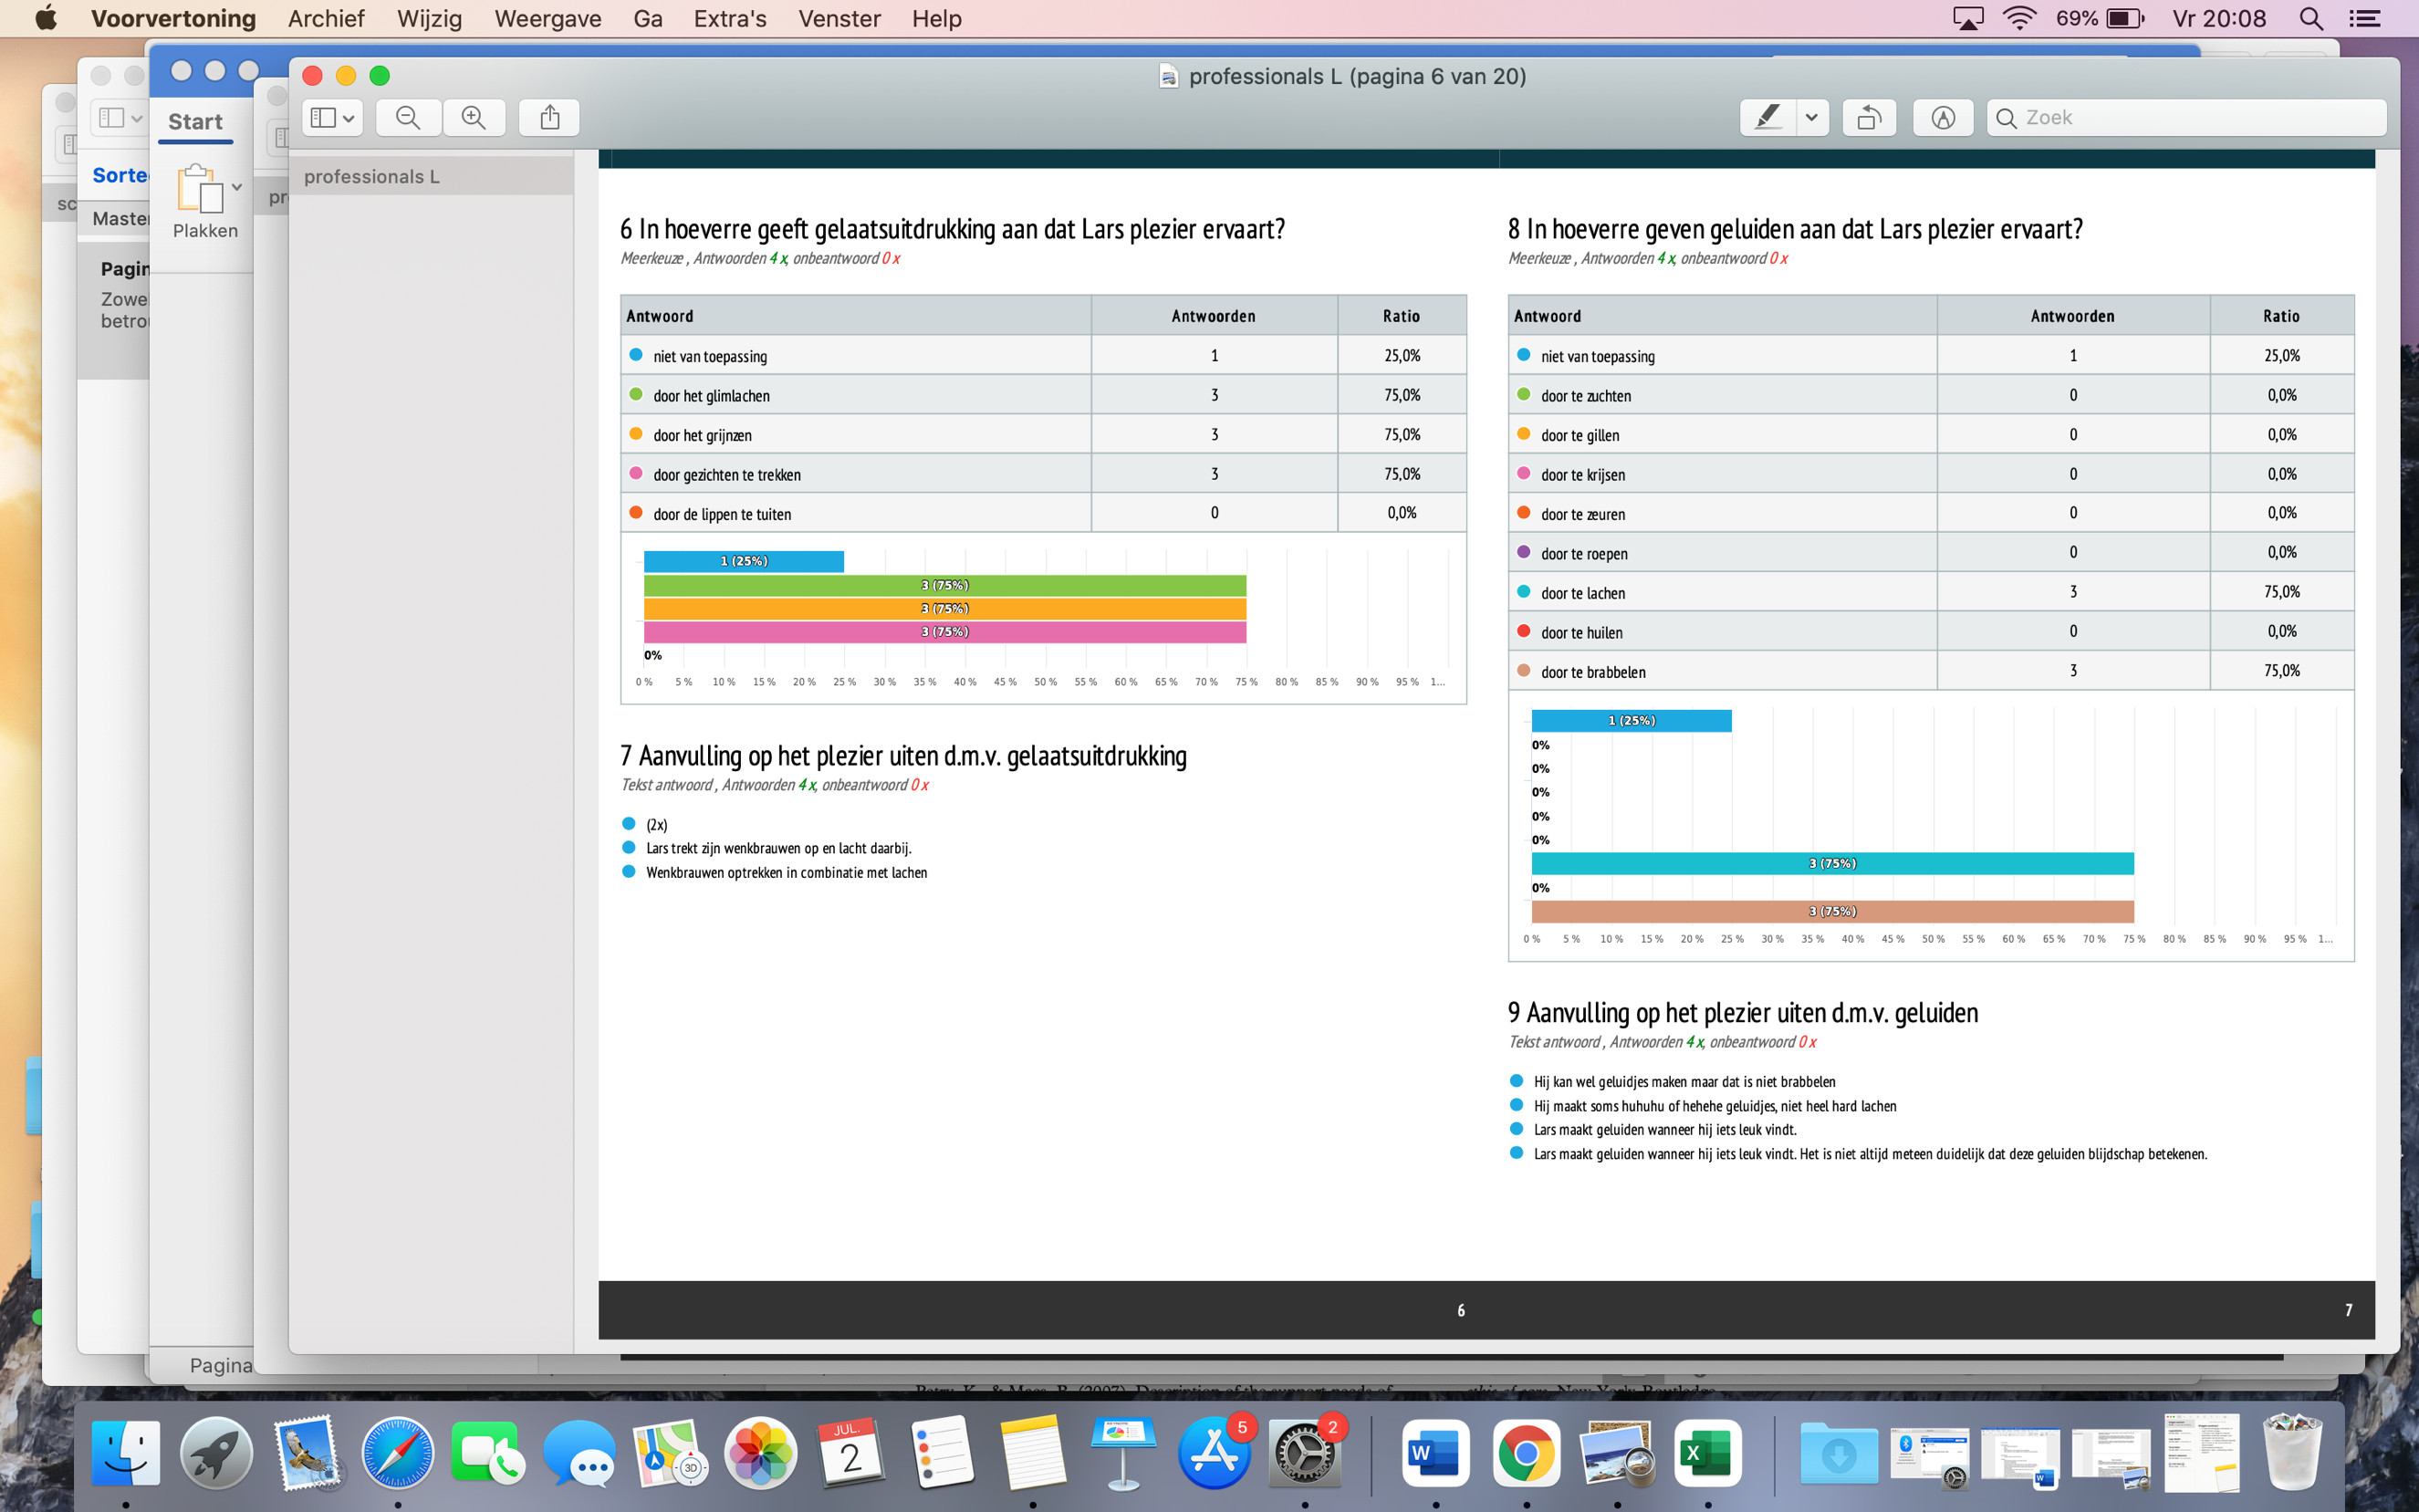 Voorvertoning Archief Wijzig Weergave Ga Extra's Venster Help 69% Vr 20:08
professionals L (pagina 6 van 20)
Start
Zoek
Sorte
professionals L
sc
pr
Master
Plakken
Pagin
Zowe
betrou
6 In hoeverre geeft gelaatsuitdrukking aan dat Lars plezier ervaart?
Meerkeuze , Antwoorden 4 x, onbeantwoord 0 x
Antwoord Antwoorden Ratio
niet van toepassing 1 25,0%
door het glimlachen 3 75,0%
door het grijnzen 3 75,0%
door gezichten te trekken 3 75,0%
door de lippen te tuiten 0 0,0%
1 (25%)
3 (75%)
3 (75%)
3 (75%)
0%
0 % 5 % 10 % 15 % 20 % 25 % 30 % 35 % 40 % 45 % 50 % 55 % 60 % 65 % 70 % 75 % 80 % 85 % 90 % 95 % 1...
7 Aanvulling op het plezier uiten d.m.v. gelaatsuitdrukking
Tekst antwoord , Antwoorden 4 x, onbeantwoord 0 x
(2x)
Lars trekt zijn wenkbrauwen op en lacht daarbij.
Wenkbrauwen optrekken in combinatie met lachen
6
8 In hoeverre geven geluiden aan dat Lars plezier ervaart?
Meerkeuze , Antwoorden 4 x, onbeantwoord 0 x
Antwoord Antwoorden Ratio
niet van toepassing 1 25,0%
door te zuchten 0 0,0%
door te gillen 0 0,0%
door te krijsen 0 0,0%
door te zeuren 0 0,0%
door te roepen 0 0,0%
door te lachen 3 75,0%
door te huilen 0 0,0%
door te brabbelen 3 75,0%
1 (25%)
0%
0%
0%
0%
0%
3 (75%)
0%
3 (75%)
0 % 5 % 10 % 15 % 20 % 25 % 30 % 35 % 40 % 45 % 50 % 55 % 60 % 65 % 70 % 75 % 80 % 85 % 90 % 95 % 1...
9 Aanvulling op het plezier uiten d.m.v. geluiden
Tekst antwoord , Antwoorden 4 x, onbeantwoord 0 x
Hij kan wel geluidjes maken maar dat is niet brabbelen
Hij maakt soms huhuhu of hehehe geluidjes, niet heel hard lachen
Lars maakt geluiden wanneer hij iets leuk vindt.
Lars maakt geluiden wanneer hij iets leuk vindt. Het is niet altijd meteen duidelijk dat deze geluiden blijdschap betekenen.
7
Pagina
JUL.
2
3D
5
2
W
X